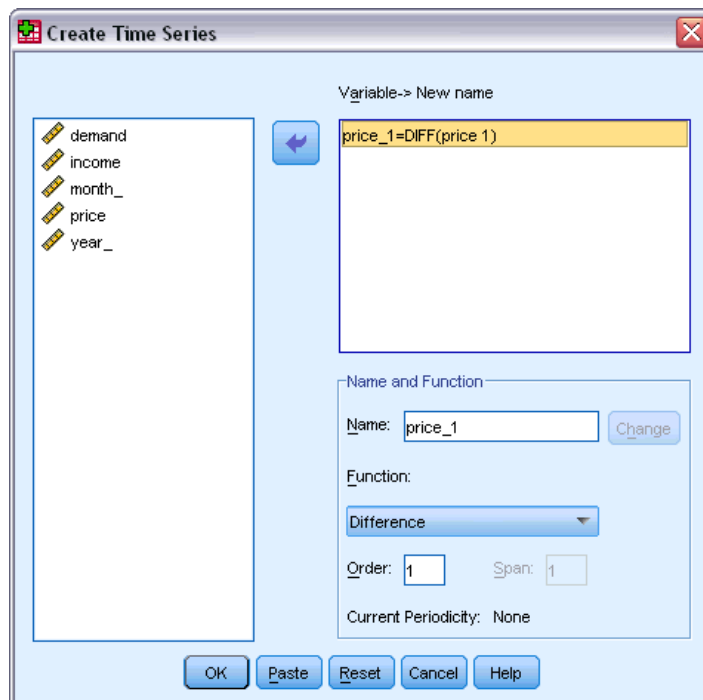 Create Time Series
Variable-> New name
demand
income
month_
price
year_
price_1=DIFF(price 1)
Name and Function
Name: price_1 Change
Function:
Difference
Order: 1 Span: 1
Current Periodicity: None
OK Paste Reset Cancel Help